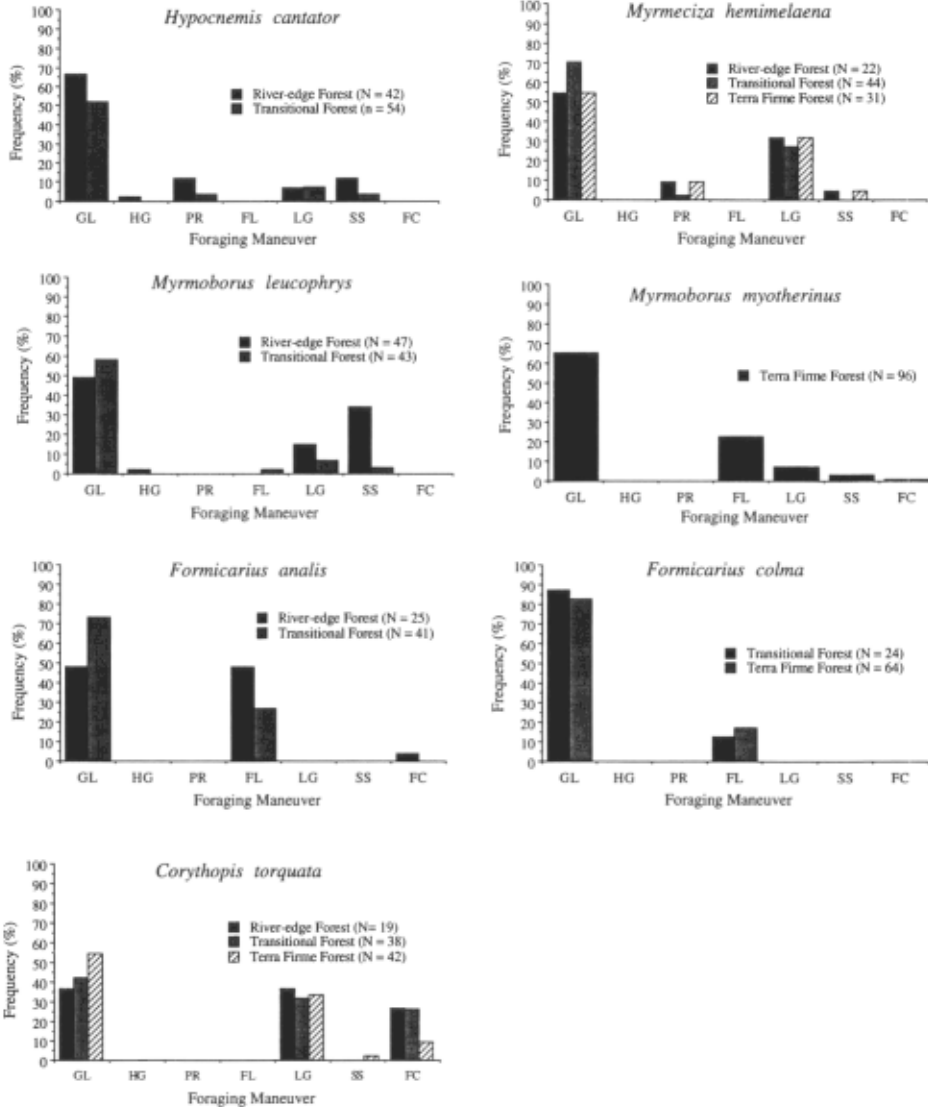 Hypocnemis cantator
Frequency (%)
100
90
80
70
60
50
40
30
20
10
0
River-edge Forest (N = 42)
Transitional Forest (n = 54)
GL HG PR FL LG SS FC
Foraging Maneuver
Myrmeciza hemimelaena
Frequency (%)
100
90
80
70
60
50
40
30
20
10
0
River-edge Forest (N = 22)
Transitional Forest (N = 44)
Terra Firme Forest (N = 31)
GL HG PR FL LG SS FC
Foraging Maneuver
Myrmoborus leucophrys
Frequency (%)
100
90
80
70
60
50
40
30
20
10
0
River-edge Forest (N = 47)
Transitional Forest (N = 43)
GL HG PR FL LG SS FC
Foraging Maneuver
Myrmoborus myotherinus
Frequency (%)
100
90
80
70
60
50
40
30
20
10
0
Terra Firme Forest (N = 96)
GL HG PR FL LG SS FC
Foraging Maneuver
Formicarius analis
Frequency (%)
100
90
80
70
60
50
40
30
20
10
0
River-edge Forest (N = 25)
Transitional Forest (N = 41)
GL HG PR FL LG SS FC
Foraging Maneuver
Formicarius colma
Frequency (%)
100
90
80
70
60
50
40
30
20
10
0
Transitional Forest (N = 24)
Terra Firme Forest (N = 64)
GL HG PR FL LG SS FC
Foraging Maneuver
Corythopis torquata
Frequency (%)
100
90
80
70
60
50
40
30
20
10
0
River-edge Forest (N= 19)
Transitional Forest (N = 38)
Terra Firme Forest (N = 42)
GL HG PR FL LG SS FC
Foraging Maneuver